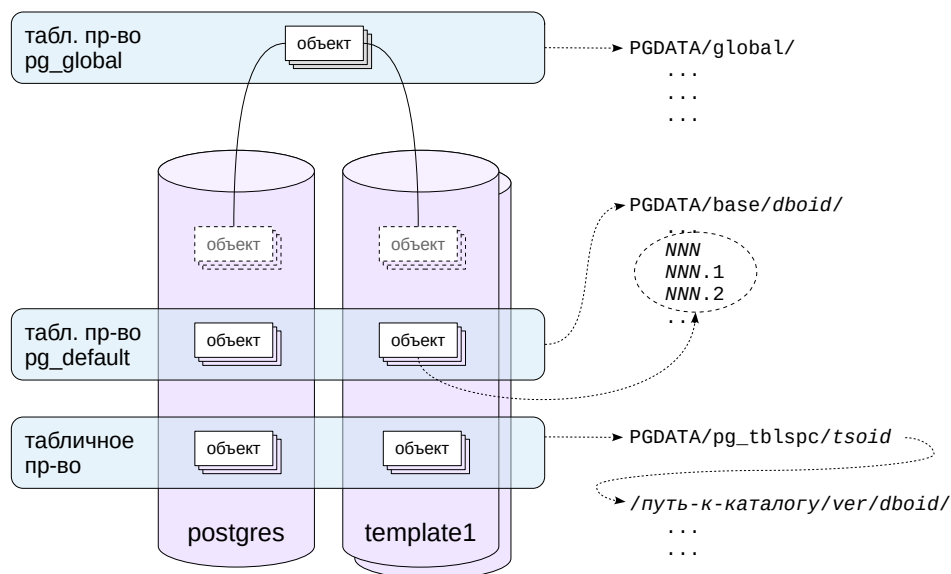 табл. пр-во
pg_global
объект
PGDATA/global/
...
...
...
объект
объект
PGDATA/base/dboid/
...
NNN
NNN.1
NNN.2
...
табл. пр-во
pg_default
объект
объект
табличное
пр-во
объект
объект
PGDATA/pg_tblspc/tsoid
/путь-к-каталогу/ver/dboid/
...
...
postgres
template1